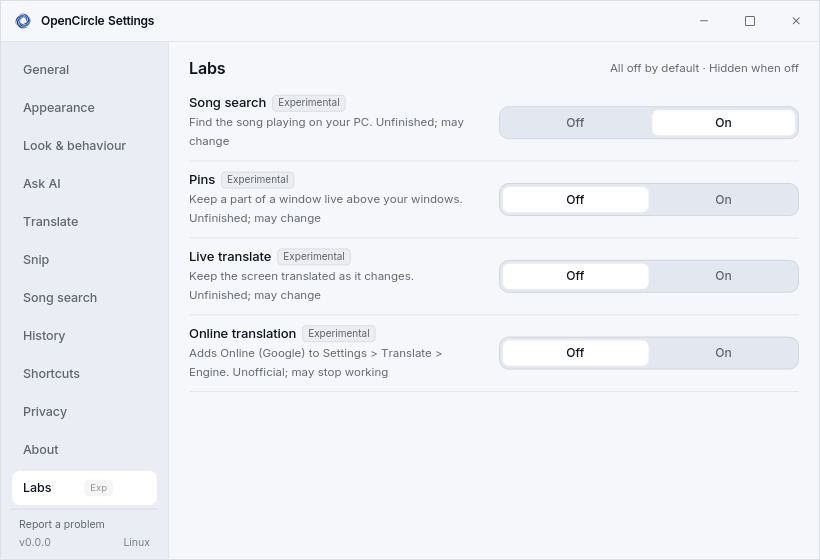 OpenCircle Settings
General
Appearance
Look & behaviour
Ask AI
Translate
Snip
Song search
History
Shortcuts
Privacy
About
Labs Exp
Report a problem
v0.0.0 Linux
Labs All off by default · Hidden when off
Song search Experimental
Find the song playing on your PC. Unfinished; may
change
Off On
Pins Experimental
Keep a part of a window live above your windows.
Unfinished; may change
Off On
Live translate Experimental
Keep the screen translated as it changes.
Unfinished; may change
Off On
Online translation Experimental
Adds Online (Google) to Settings > Translate >
Engine. Unofficial; may stop working
Off On